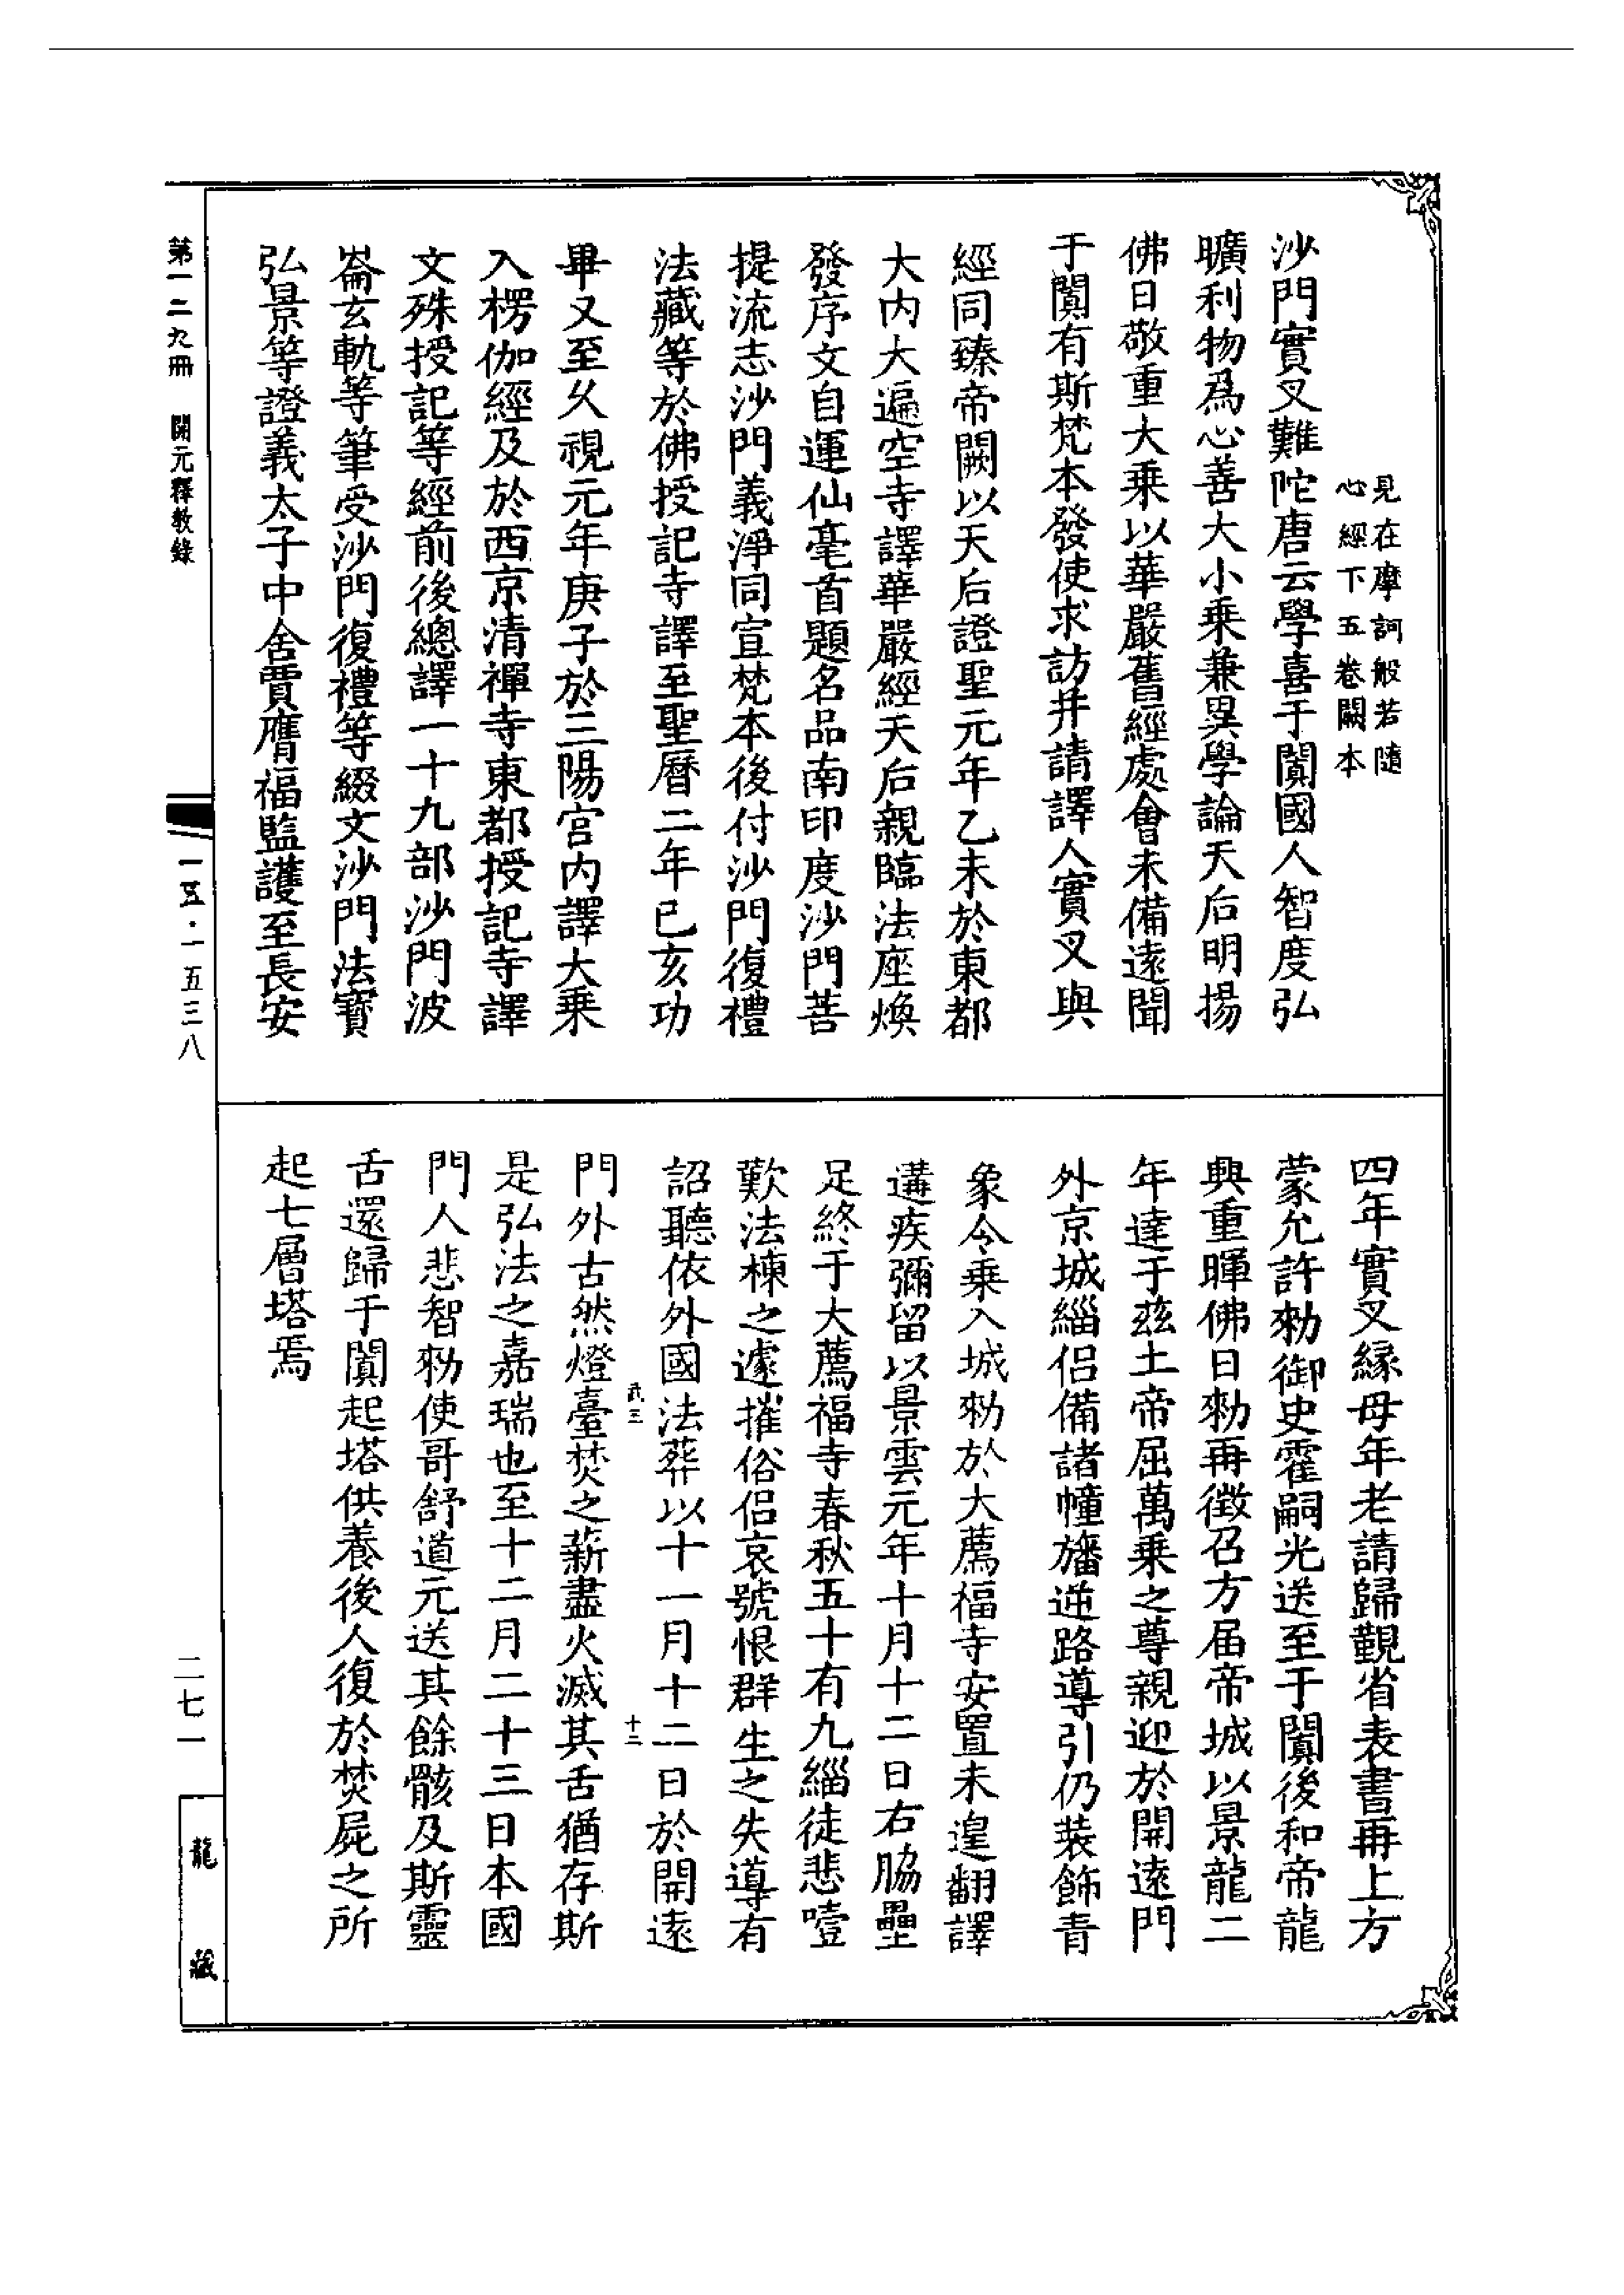 見在摩訶般若隨
心經下五卷闕本
沙門實叉難陀唐云學喜于闐國人智度弘
曠利物爲心善大小乘兼異學論天后明揚
佛日敬重大乘以華嚴舊經處會未備遠聞
于闐有斯梵本發使求訪并請譯人實叉與
經同臻帝闕以天后證聖元年乙未於東都
大内大遍空寺譯華嚴經天后親臨法座煥
發序文自運仙毫首題名品南印度沙門菩
提流志沙門義淨同宣梵本後付沙門復禮
法藏等於佛授記寺譯至聖曆二年已亥功
畢又至久視元年庚子於三陽宮内譯大乘
入楞伽經及於西京清禪寺東都授記寺譯
文殊授記等經前後總譯一十九部沙門波
崙玄軌等筆受沙門復禮等綴文沙門法寶
弘景等證義太子中舍賈膺福監護至長安
四年實叉緣母年老請歸觀省表書再上方
蒙允許勑御史霍嗣光送至于闐後和帝龍
興重暉佛日勑再徵召方届帝城以景龍二
年達于兹土帝屈萬乘之尊親迎於開遠門
外京城緇侣備諸幢旛逆路導引仍裝飾青
象令乘入城勑於大薦福寺安置未遑翻譯
遘疾彌留以景雲元年十月十二日右脇壘
足終于大薦福寺春秋五十有九緇徒悲噎
歎法棟之遽摧俗侣哀號恨群生之失導有
詔聽依外國法葬以十一月十二日於開遠
武三
十三
門外古然燈臺焚之薪盡火滅其舌猶存斯
是弘法之嘉瑞也至十二月二十三日本國
門人悲智勑使哥舒道元送其餘骸及斯靈
舌還歸于闐起塔供養後人復於焚屍之所
起七層塔焉
第一二九冊 開元釋教錄
一五·一五三八
二七一
龍藏